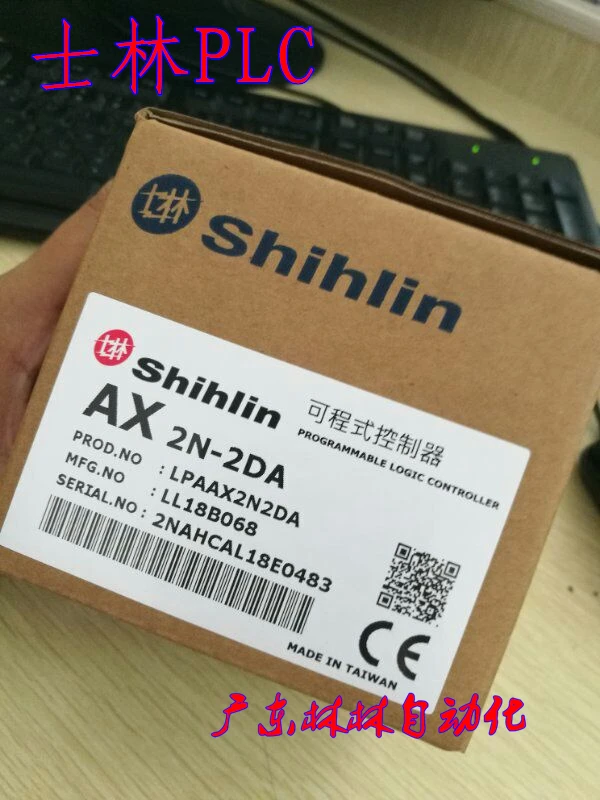 士林PLC
士林 Shihlin
士林 Shihlin
可程式控制器
PROGRAMMABLE LOGIC CONTROLLER
AX 2N-2DA
PROD.NO : LPAAX2N2DA
MFG.NO : LL18B068
SERIAL.NO : 2NAHCAL18E0483
CE
MADE IN TAIWAN
广东林林自动化